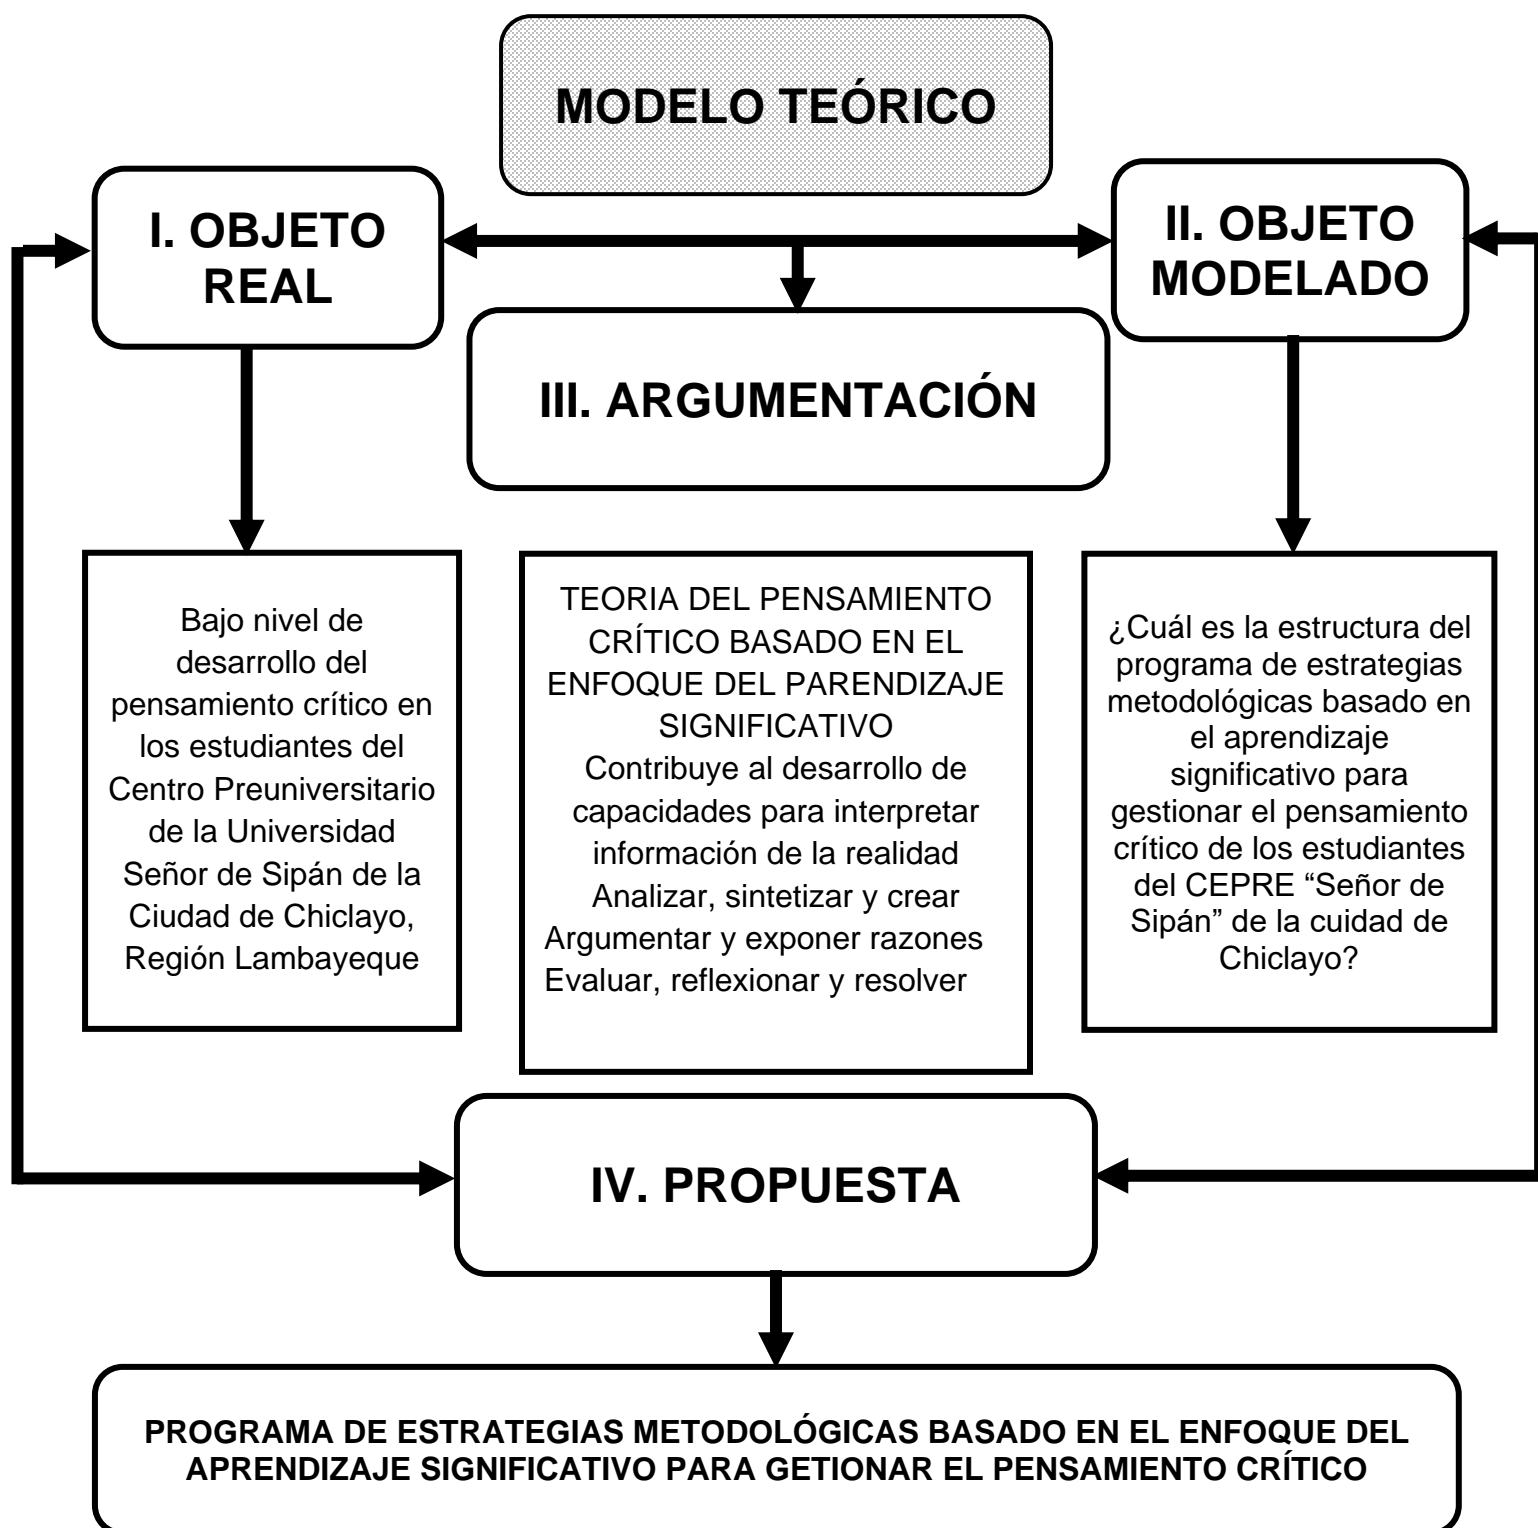 MODELO TEÓRICO
I. OBJETO
REAL
II. OBJETO
MODELADO
III. ARGUMENTACIÓN
Bajo nivel de
desarrollo del
pensamiento crítico en
los estudiantes del
Centro Preuniversitario
de la Universidad
Señor de Sipán de la
Ciudad de Chiclayo,
Región Lambayeque
TEORIA DEL PENSAMIENTO
CRÍTICO BASADO EN EL
ENFOQUE DEL PARENDIZAJE
SIGNIFICATIVO
Contribuye al desarrollo de
capacidades para interpretar
información de la realidad
Analizar, sintetizar y crear
Argumentar y exponer razones
Evaluar, reflexionar y resolver
¿Cuál es la estructura del
programa de estrategias
metodológicas basado en
el aprendizaje
significativo para
gestionar el pensamiento
crítico de los estudiantes
del CEPRE “Señor de
Sipán” de la cuidad de
Chiclayo?
IV. PROPUESTA
PROGRAMA DE ESTRATEGIAS METODOLÓGICAS BASADO EN EL ENFOQUE DEL
APRENDIZAJE SIGNIFICATIVO PARA GETIONAR EL PENSAMIENTO CRÍTICO